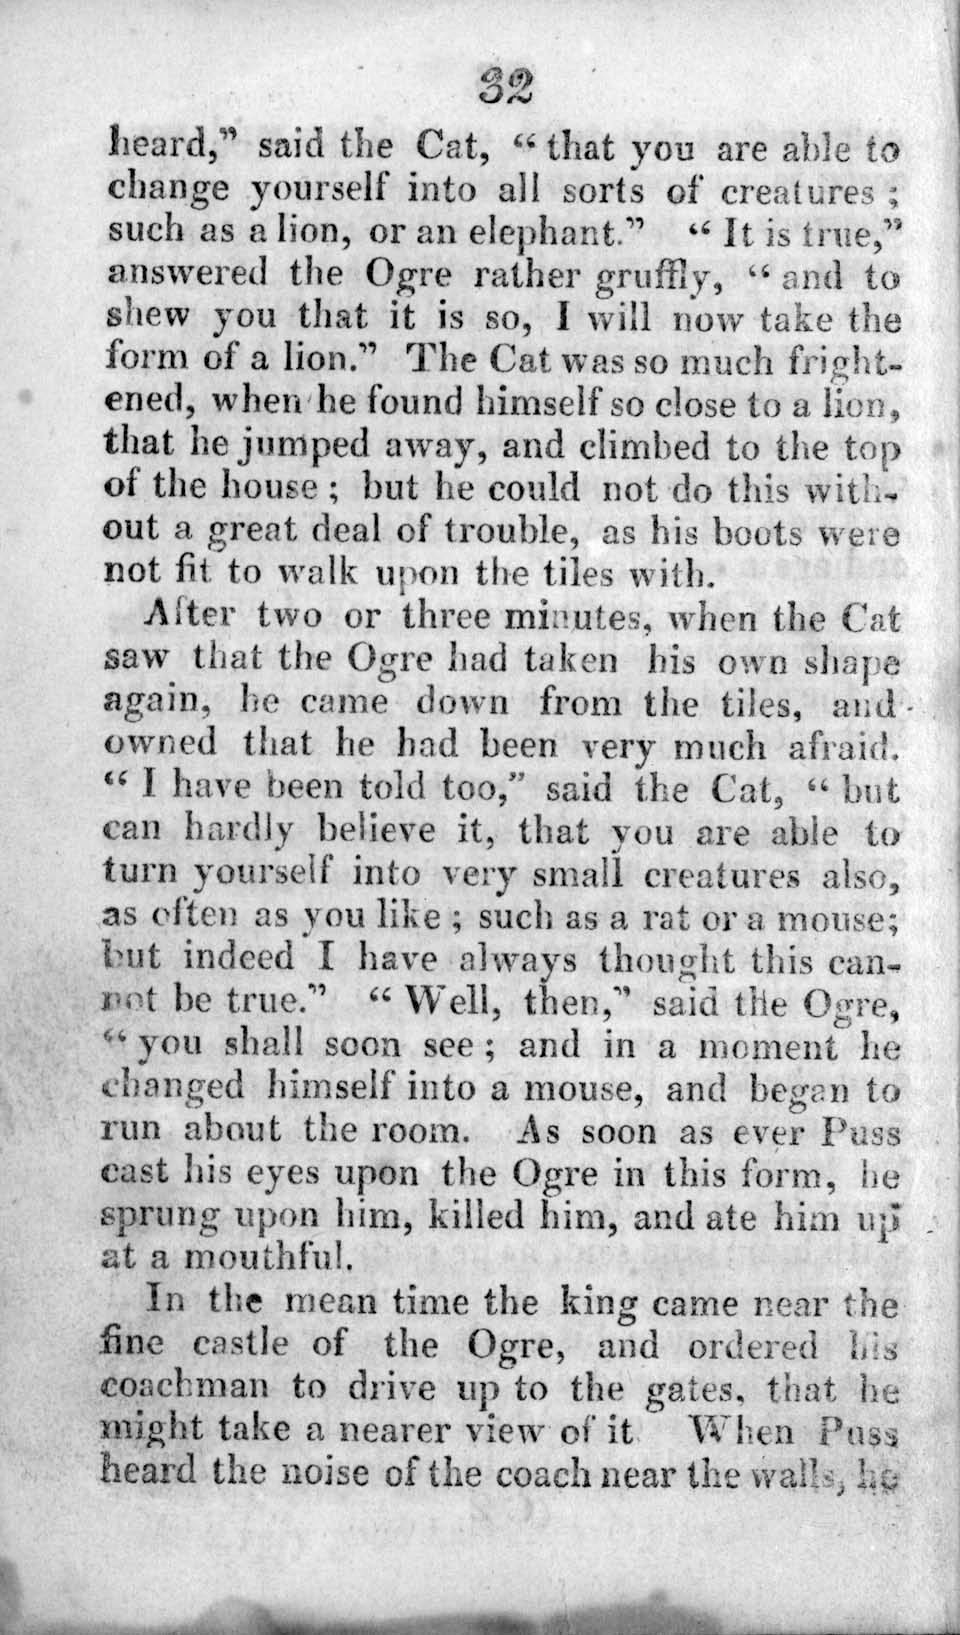 32
heard,” said the Cat, “ that you are able to
change yourself into all sorts of creatures ;
such as a lion, or an elephant.” “ It is true,”
answered the Ogre rather gruffly, “ and to
shew you that it is so, I will now take the
form of a lion.” The Cat was so much fright-
ened, when he found himself so close to a lion,
that he jumped away, and climbed to the top
of the house ; but he could not do this with-
out a great deal of trouble, as his boots were
not fit to walk upon the tiles with.
After two or three minutes, when the Cat
saw that the Ogre had taken his own shape
again, he came down from the tiles, and
owned that he had been very much afraid.
“ I have been told too,” said the Cat, “ but
can hardly believe it, that you are able to
turn yourself into very small creatures also,
as often as you like ; such as a rat or a mouse;
but indeed I have always thought this can-
not be true.” “ Well, then,” said the Ogre,
“ you shall soon see ; and in a moment he
changed himself into a mouse, and began to
run about the room. As soon as ever Puss
cast his eyes upon the Ogre in this form, he
sprung upon him, killed him, and ate him up
at a mouthful.
In the mean time the king came near the
fine castle of the Ogre, and ordered his
coachman to drive up to the gates, that he
might take a nearer view of it When Puss
heard the noise of the coach near the walls, he